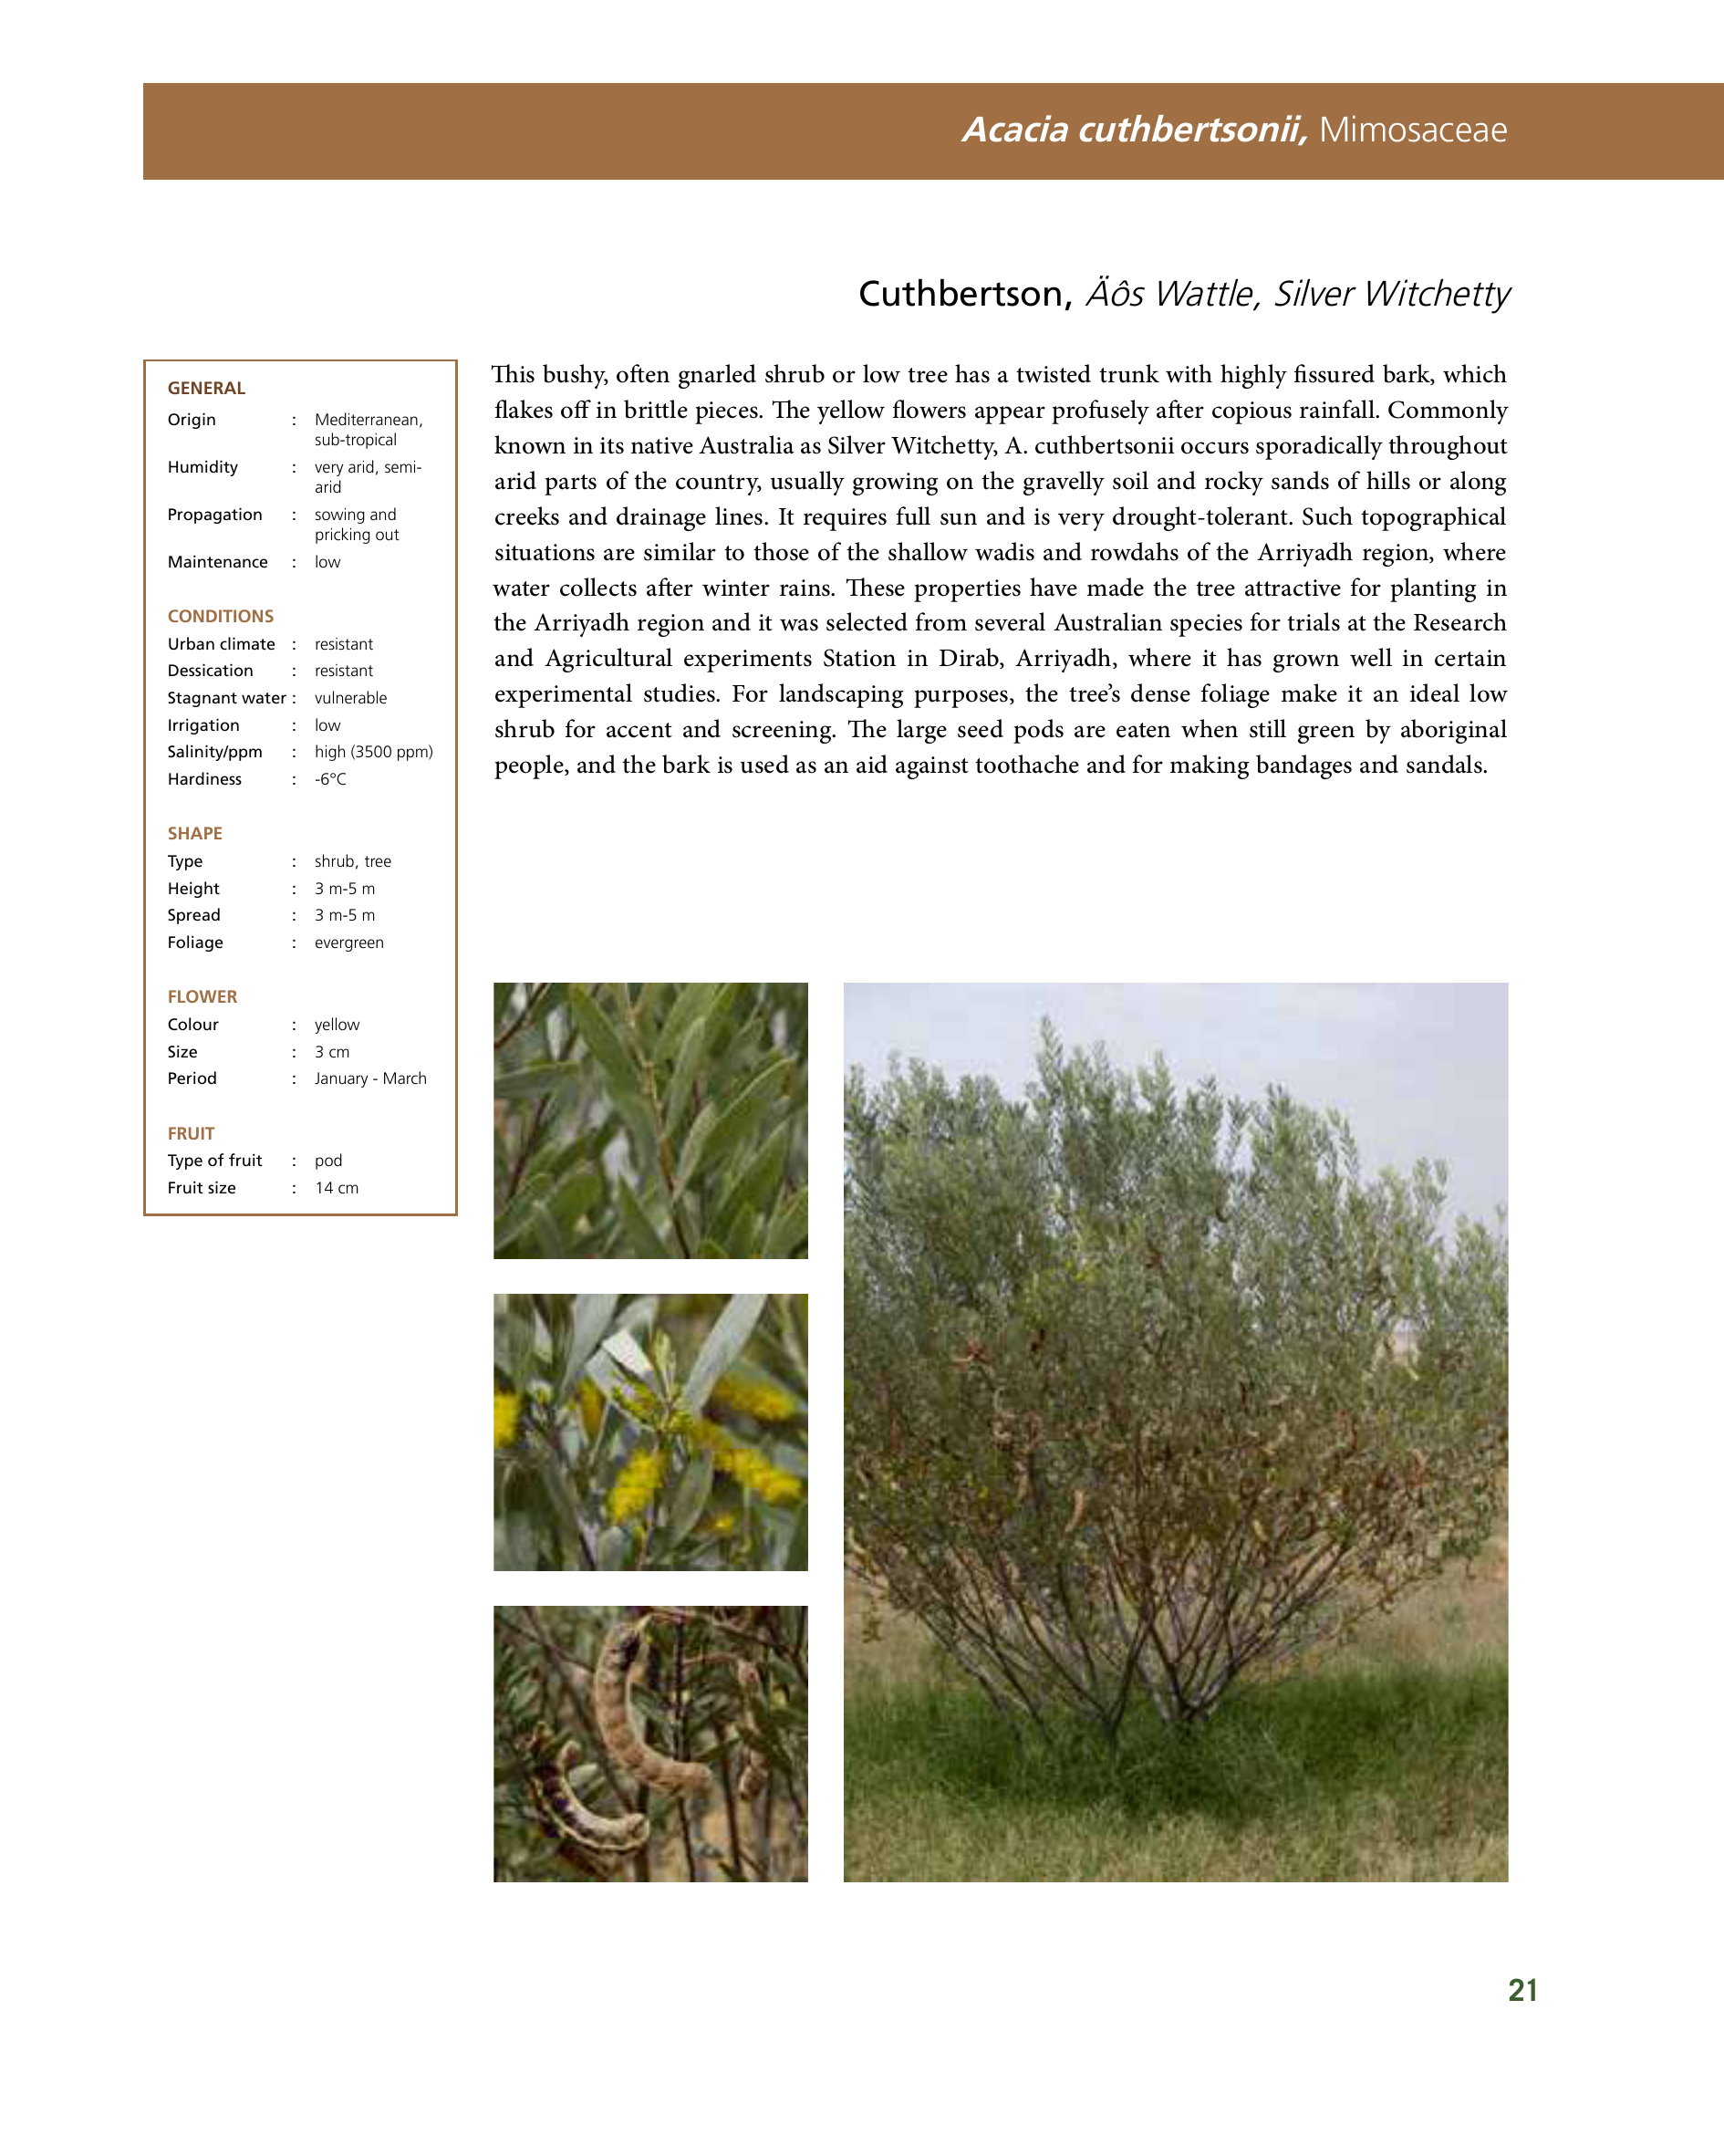 Acacia cuthbertsonii, Mimosaceae
Cuthbertson, Äôs Wattle, Silver Witchetty
GENERAL
Origin : Mediterranean,
sub-tropical
Humidity : very arid, semi-
arid
Propagation : sowing and
pricking out
Maintenance : low
CONDITIONS
Urban climate : resistant
Dessication : resistant
Stagnant water : vulnerable
Irrigation : low
Salinity/ppm : high (3500 ppm)
Hardiness : -6°C
SHAPE
Type : shrub, tree
Height : 3 m-5 m
Spread : 3 m-5 m
Foliage : evergreen
FLOWER
Colour : yellow
Size : 3 cm
Period : January - March
FRUIT
Type of fruit : pod
Fruit size : 14 cm
This bushy, often gnarled shrub or low tree has a twisted trunk with highly fissured bark, which
flakes off in brittle pieces. The yellow flowers appear profusely after copious rainfall. Commonly
known in its native Australia as Silver Witchetty, A. cuthbertsonii occurs sporadically throughout
arid parts of the country, usually growing on the gravelly soil and rocky sands of hills or along
creeks and drainage lines. It requires full sun and is very drought-tolerant. Such topographical
situations are similar to those of the shallow wadis and rowdahs of the Arriyadh region, where
water collects after winter rains. These properties have made the tree attractive for planting in
the Arriyadh region and it was selected from several Australian species for trials at the Research
and Agricultural experiments Station in Dirab, Arriyadh, where it has grown well in certain
experimental studies. For landscaping purposes, the tree's dense foliage make it an ideal low
shrub for accent and screening. The large seed pods are eaten when still green by aboriginal
people, and the bark is used as an aid against toothache and for making bandages and sandals.
21